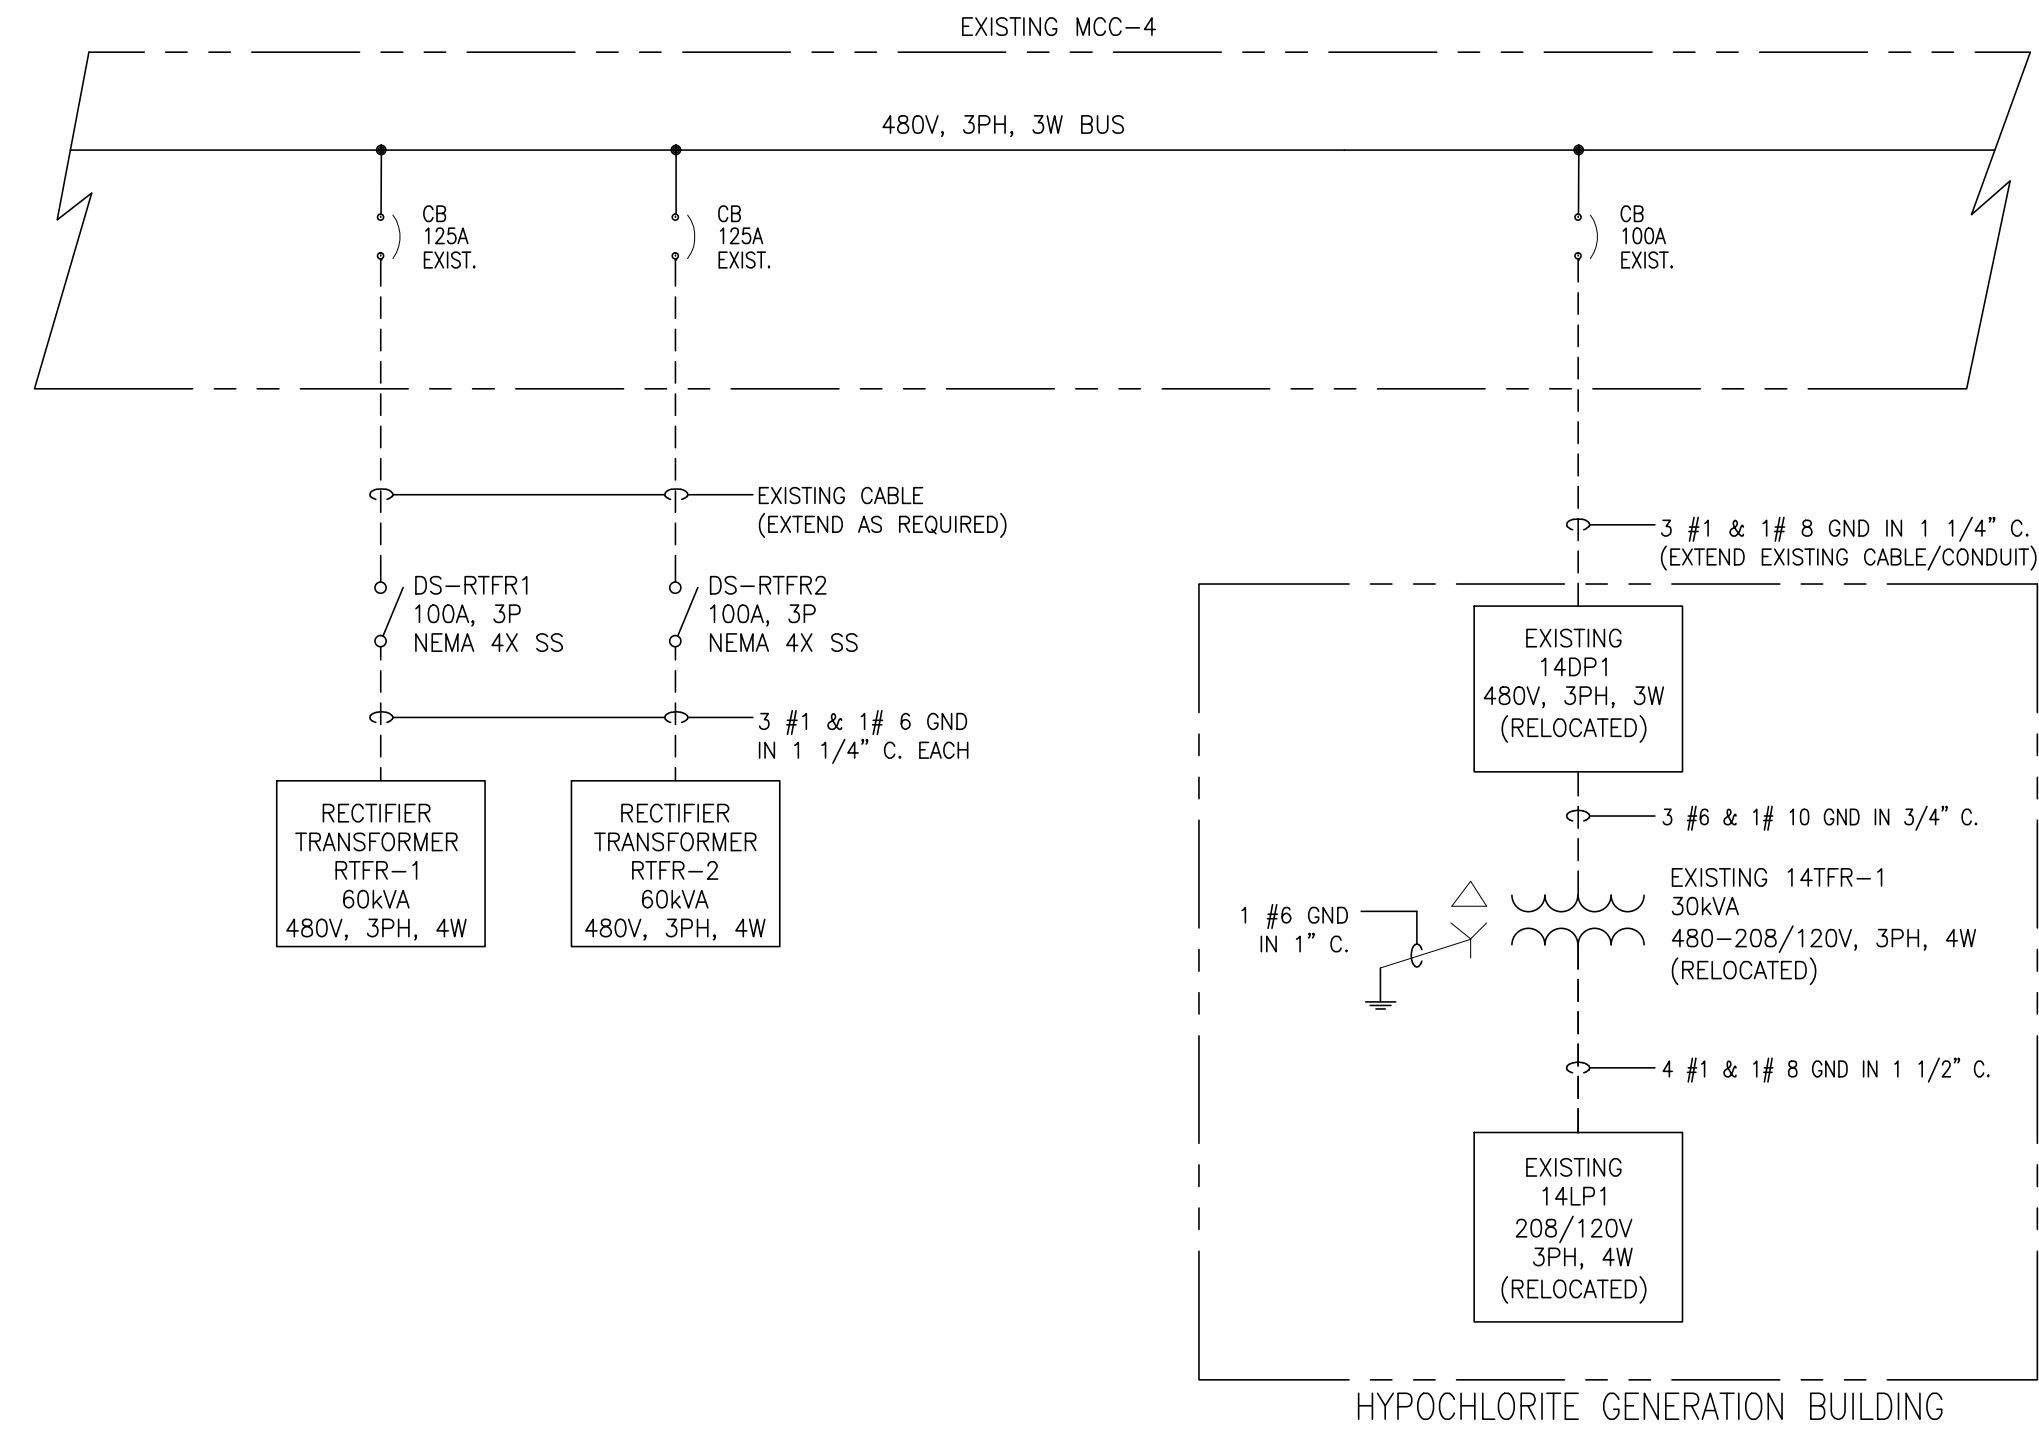 EXISTING MCC-4
480V, 3PH, 3W BUS
CB
125A
EXIST.
CB
125A
EXIST.
CB
100A
EXIST.
EXISTING CABLE
(EXTEND AS REQUIRED)
3 #1 & 1# 8 GND IN 1 1/4" C.
(EXTEND EXISTING CABLE/CONDUIT)
DS-RTFR1
100A, 3P
NEMA 4X SS
DS-RTFR2
100A, 3P
NEMA 4X SS
3 #1 & 1# 6 GND
IN 1 1/4" C. EACH
RECTIFIER
TRANSFORMER
RTFR-1
60kVA
480V, 3PH, 4W
RECTIFIER
TRANSFORMER
RTFR-2
60kVA
480V, 3PH, 4W
EXISTING
14DP1
480V, 3PH, 3W
(RELOCATED)
3 #6 & 1# 10 GND IN 3/4" C.
1 #6 GND
IN 1" C.
EXISTING 14TFR-1
30kVA
480-208/120V, 3PH, 4W
(RELOCATED)
4 #1 & 1# 8 GND IN 1 1/2" C.
EXISTING
14LP1
208/120V
3PH, 4W
(RELOCATED)
HYPOCHLORITE GENERATION BUILDING